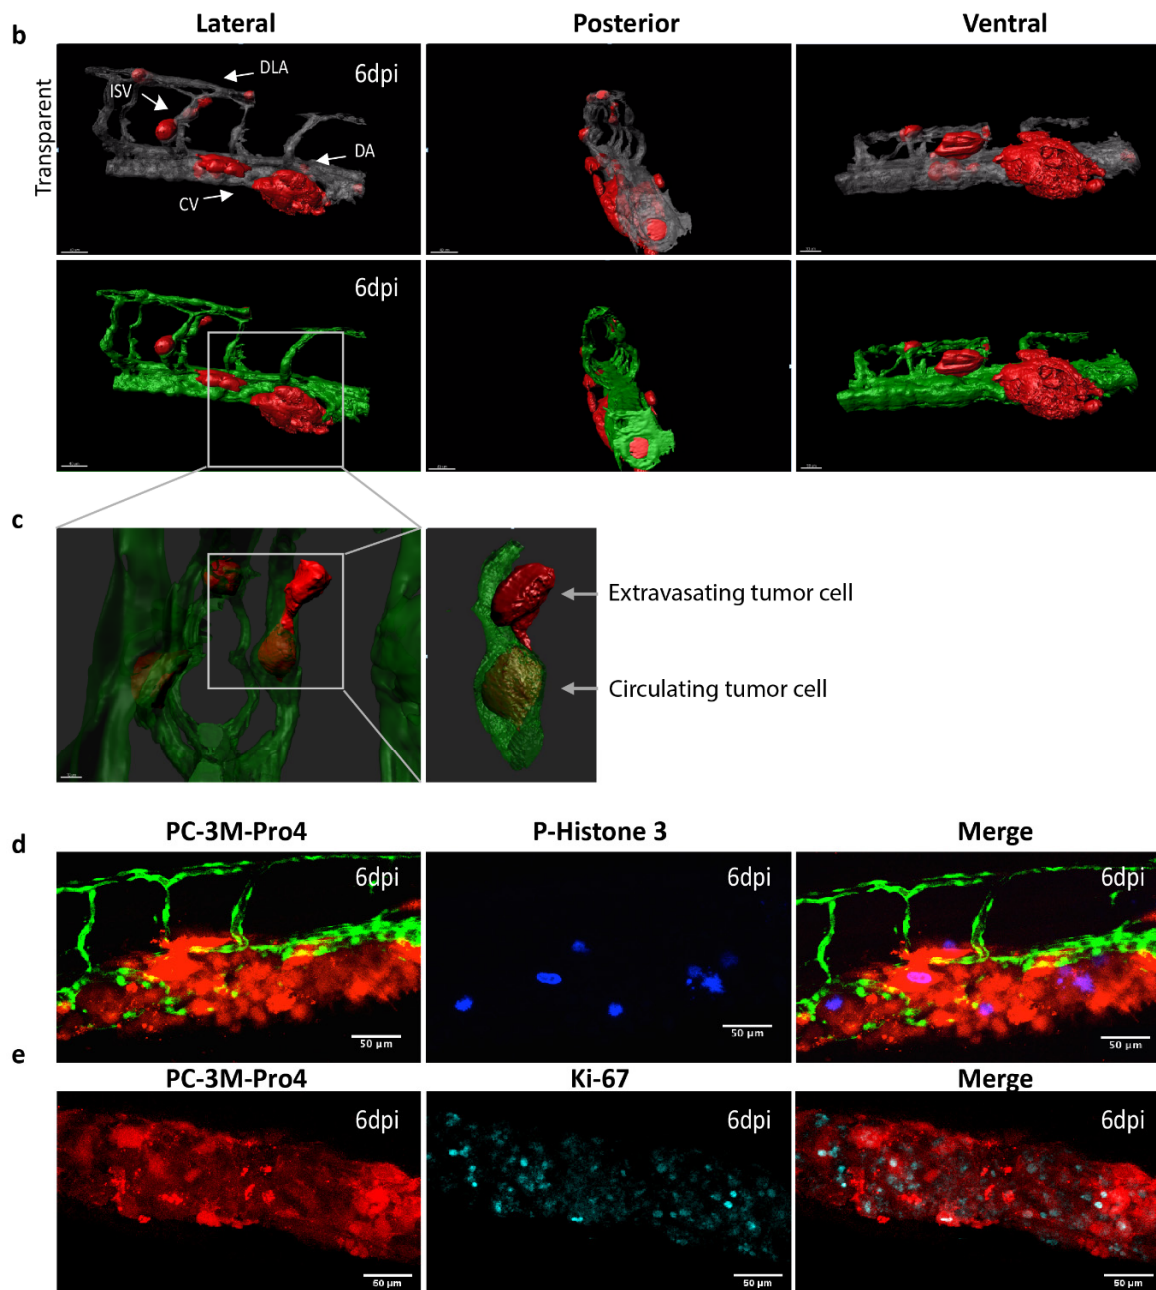 b
Lateral
Posterior
Ventral
Transparent
6dpi
DLA
ISV
DA
CV
6dpi
c
Extravasating tumor cell
Circulating tumor cell
d
PC-3M-Pro4
P-Histone 3
Merge
6dpi
6dpi
6dpi
50 µm
50 µm
50 µm
e
PC-3M-Pro4
Ki-67
Merge
6dpi
6dpi
6dpi
50 µm
50 µm
50 µm